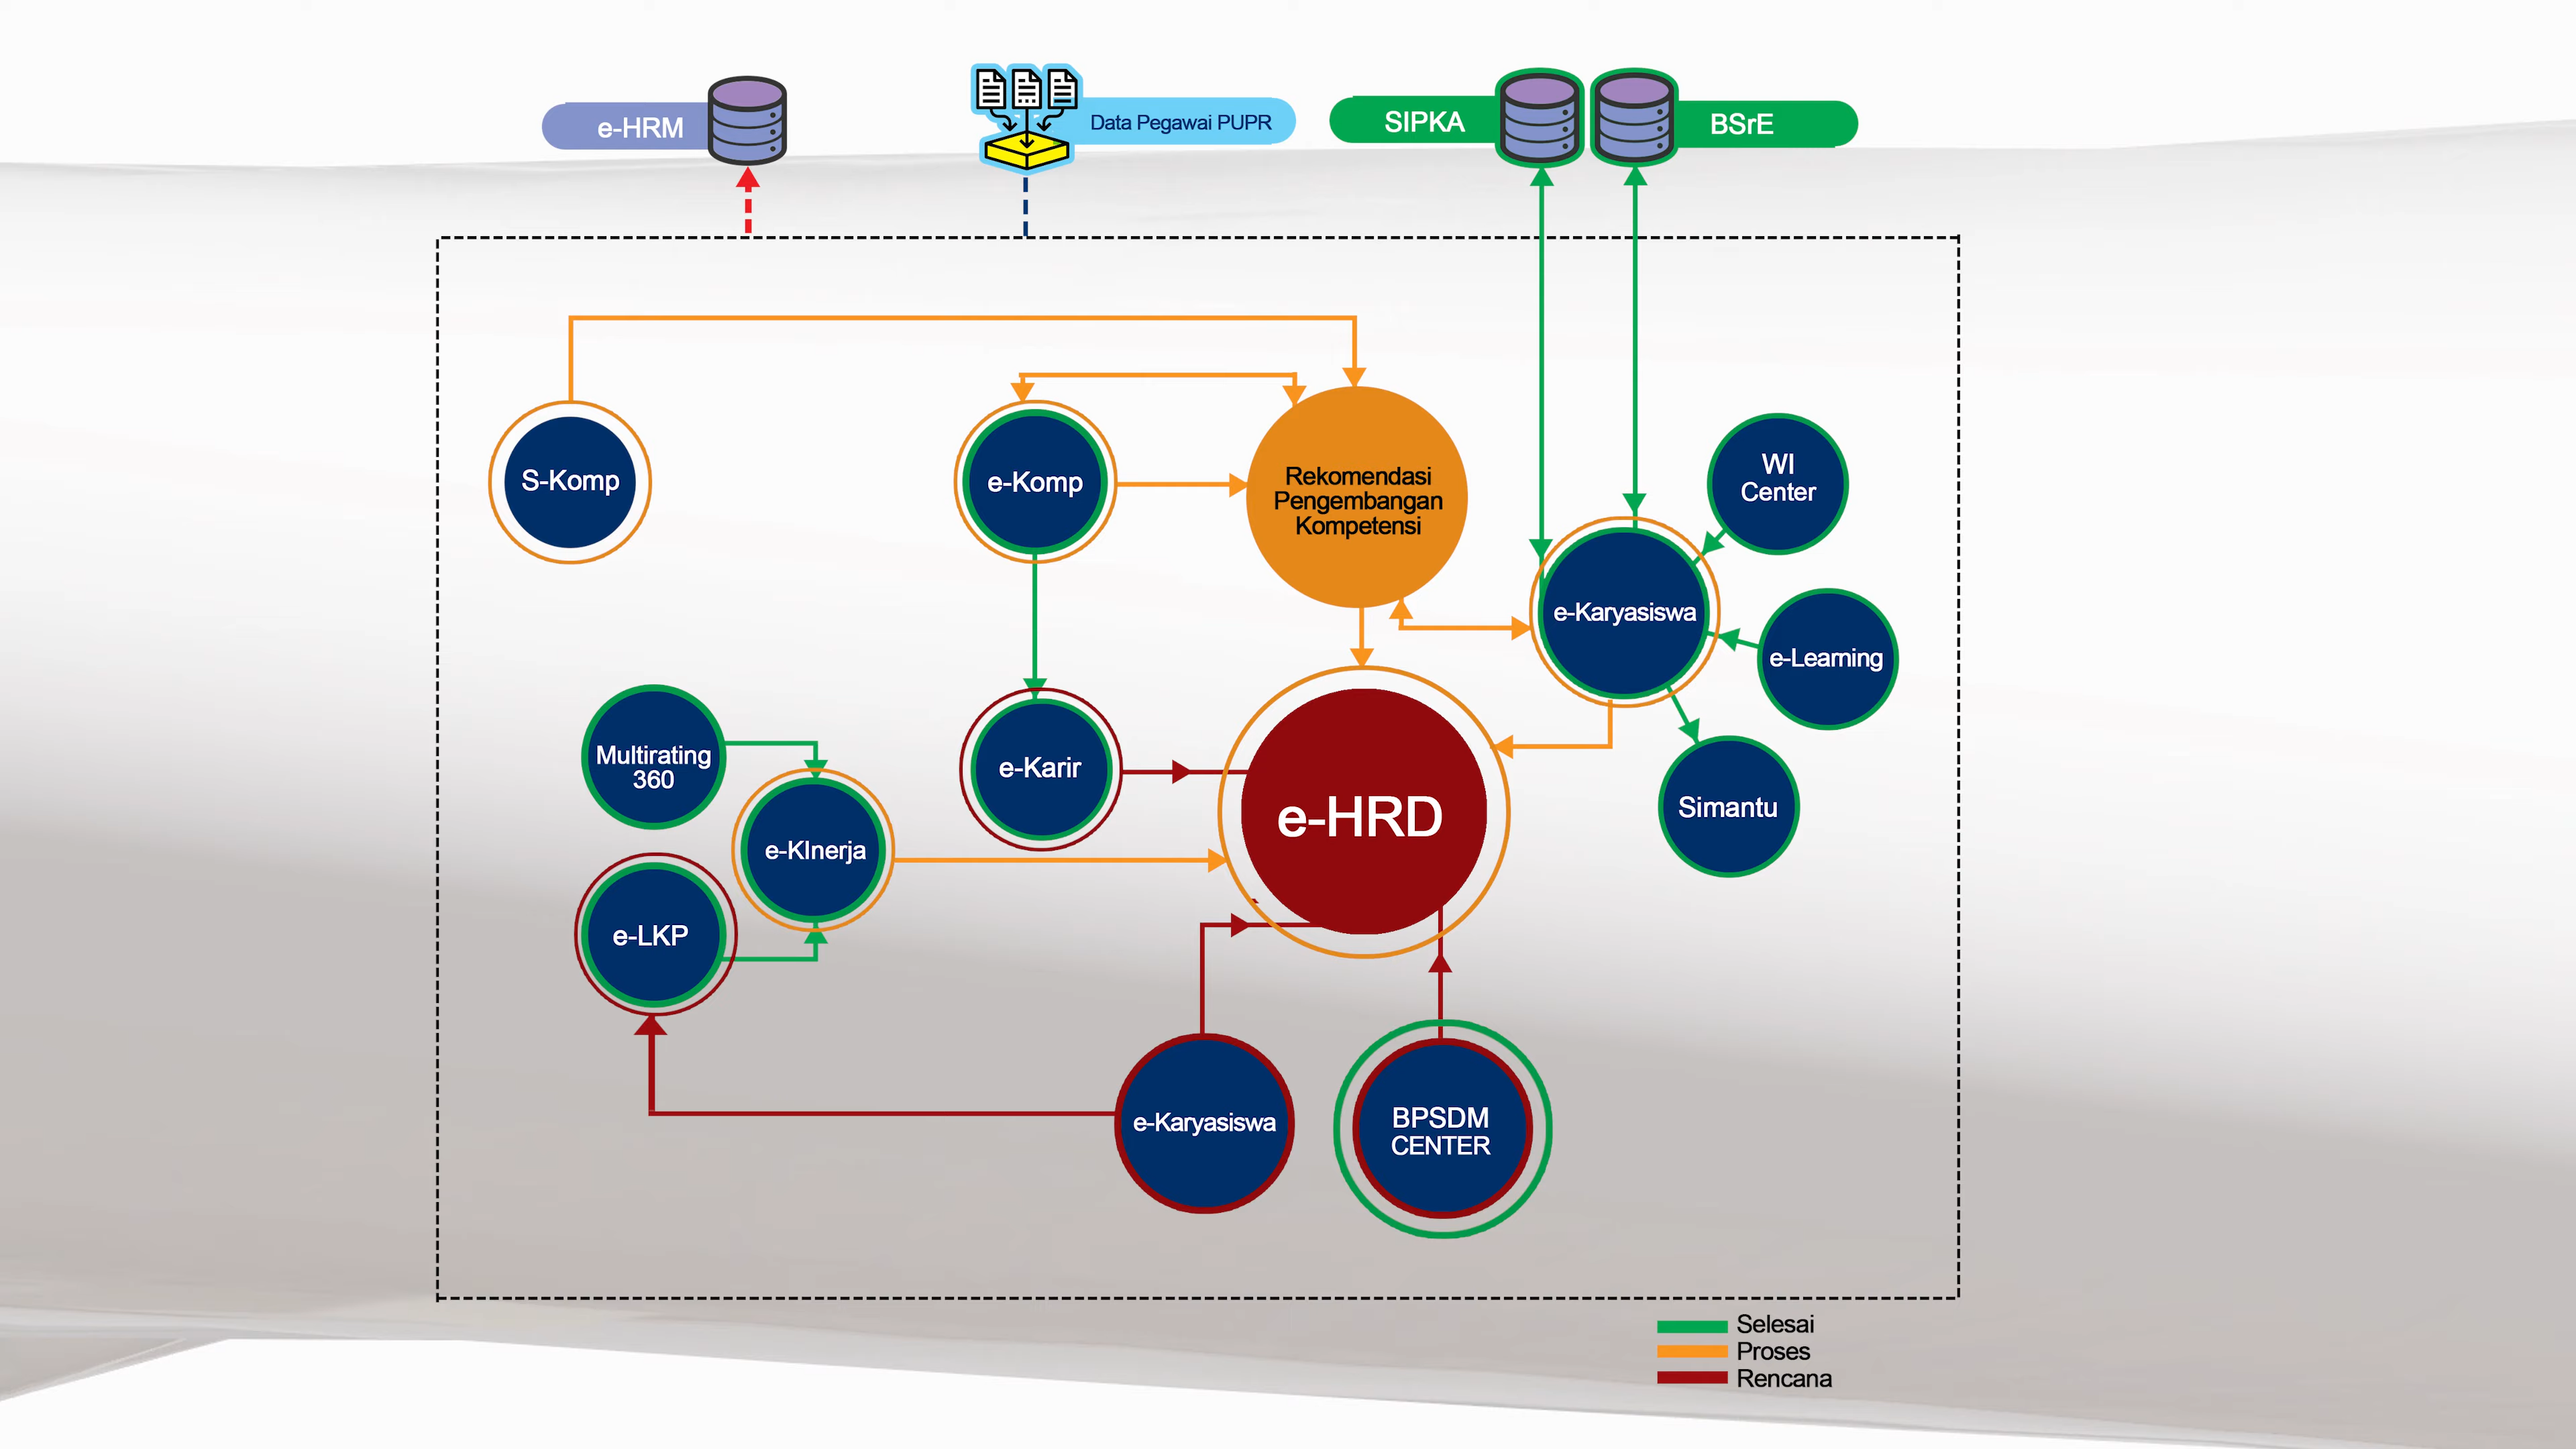 e-HRM
Data Pegawai PUPR
SIPKA
BSrE
S-Komp
e-Komp
Rekomendasi
Pengembangan
Kompetensi
WI
Center
e-Karyasiswa
e-Learning
Multirating
360
e-Karir
e-HRD
Simantu
e-KInerja
e-LKP
e-Karyasiswa
BPSDM
CENTER
Selesai
Proses
Rencana